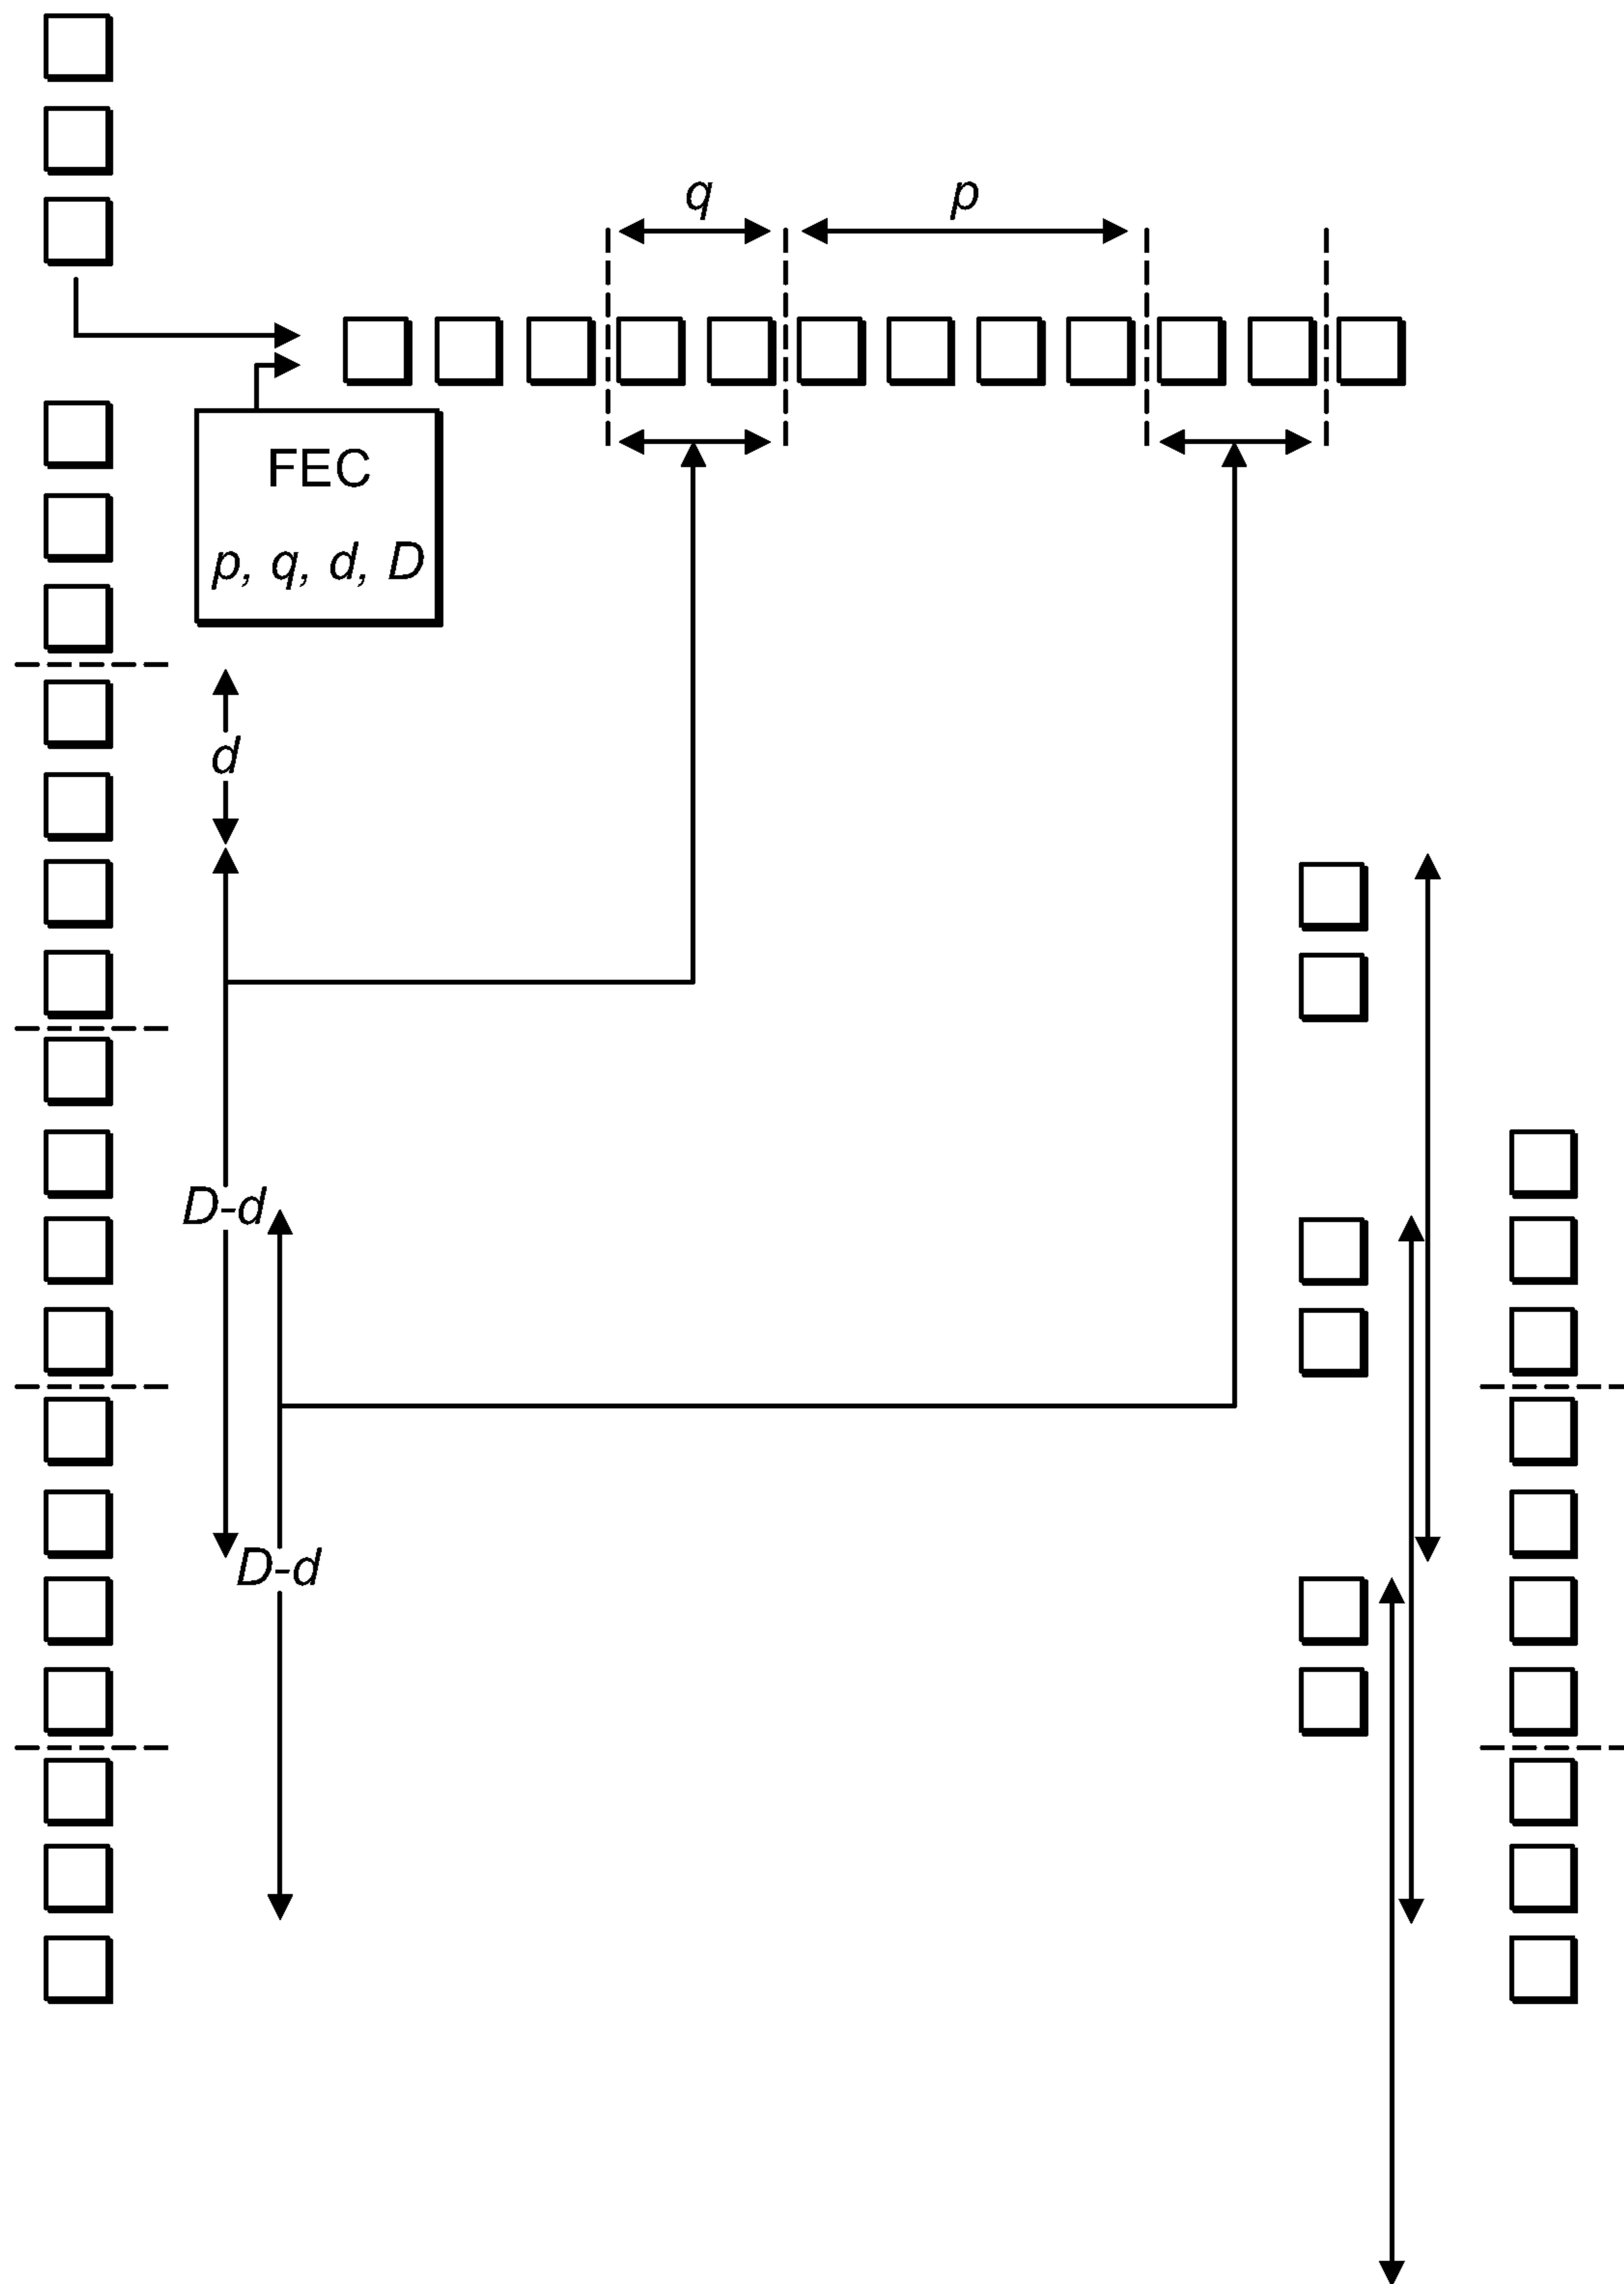 q
p
FEC
p, q, d, D
d
D-d
D-d